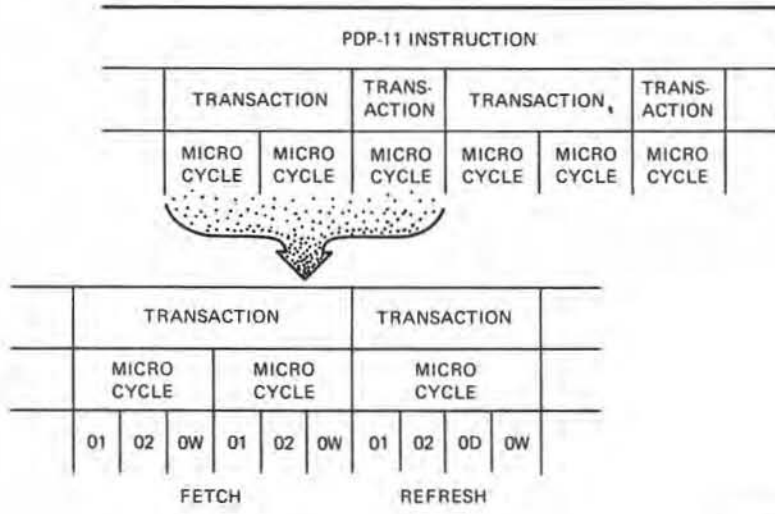 PDP-11 INSTRUCTION
TRANSACTION TRANS-ACTION TRANSACTION TRANS-ACTION
MICRO MICRO MICRO MICRO MICRO MICRO
CYCLE CYCLE CYCLE CYCLE CYCLE CYCLE
TRANSACTION TRANSACTION
MICRO MICRO MICRO
CYCLE CYCLE CYCLE
01 02 0W 01 02 0W 01 02 0D 0W
FETCH REFRESH